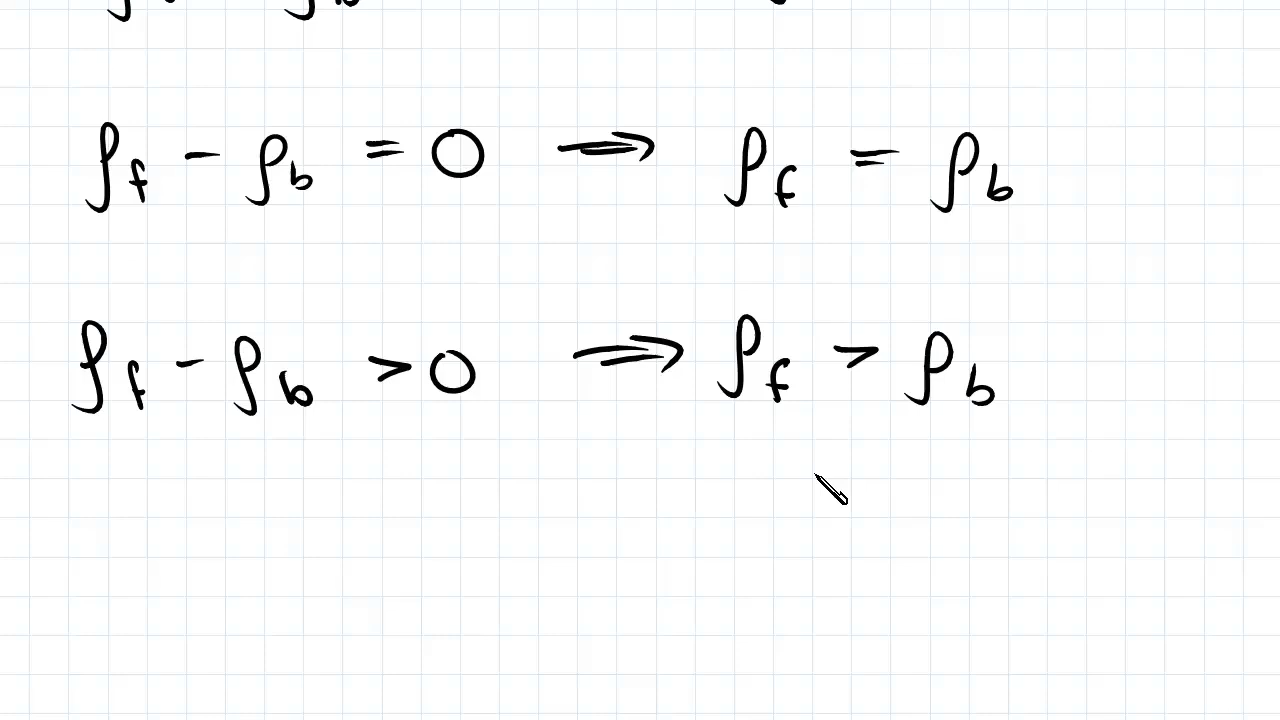 ρf - ρb = 0 ⟹ ρf = ρb
ρf - ρb > 0 ⟹ ρf > ρb